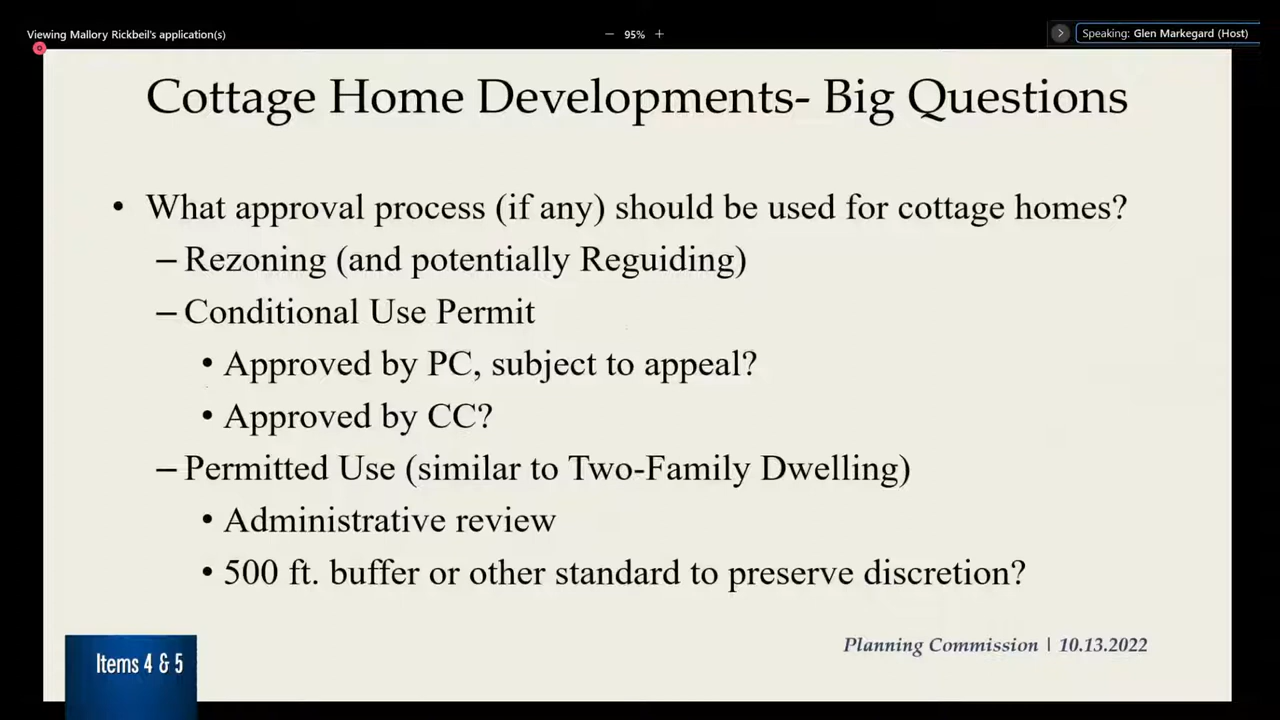 Viewing Mallory Rickbeil's application(s)
− 95% +
Speaking: Glen Markegard (Host)
Cottage Home Developments- Big Questions
• What approval process (if any) should be used for cottage homes?
– Rezoning (and potentially Reguiding)
– Conditional Use Permit
• Approved by PC, subject to appeal?
• Approved by CC?
– Permitted Use (similar to Two-Family Dwelling)
• Administrative review
• 500 ft. buffer or other standard to preserve discretion?
Planning Commission | 10.13.2022
Items 4 & 5